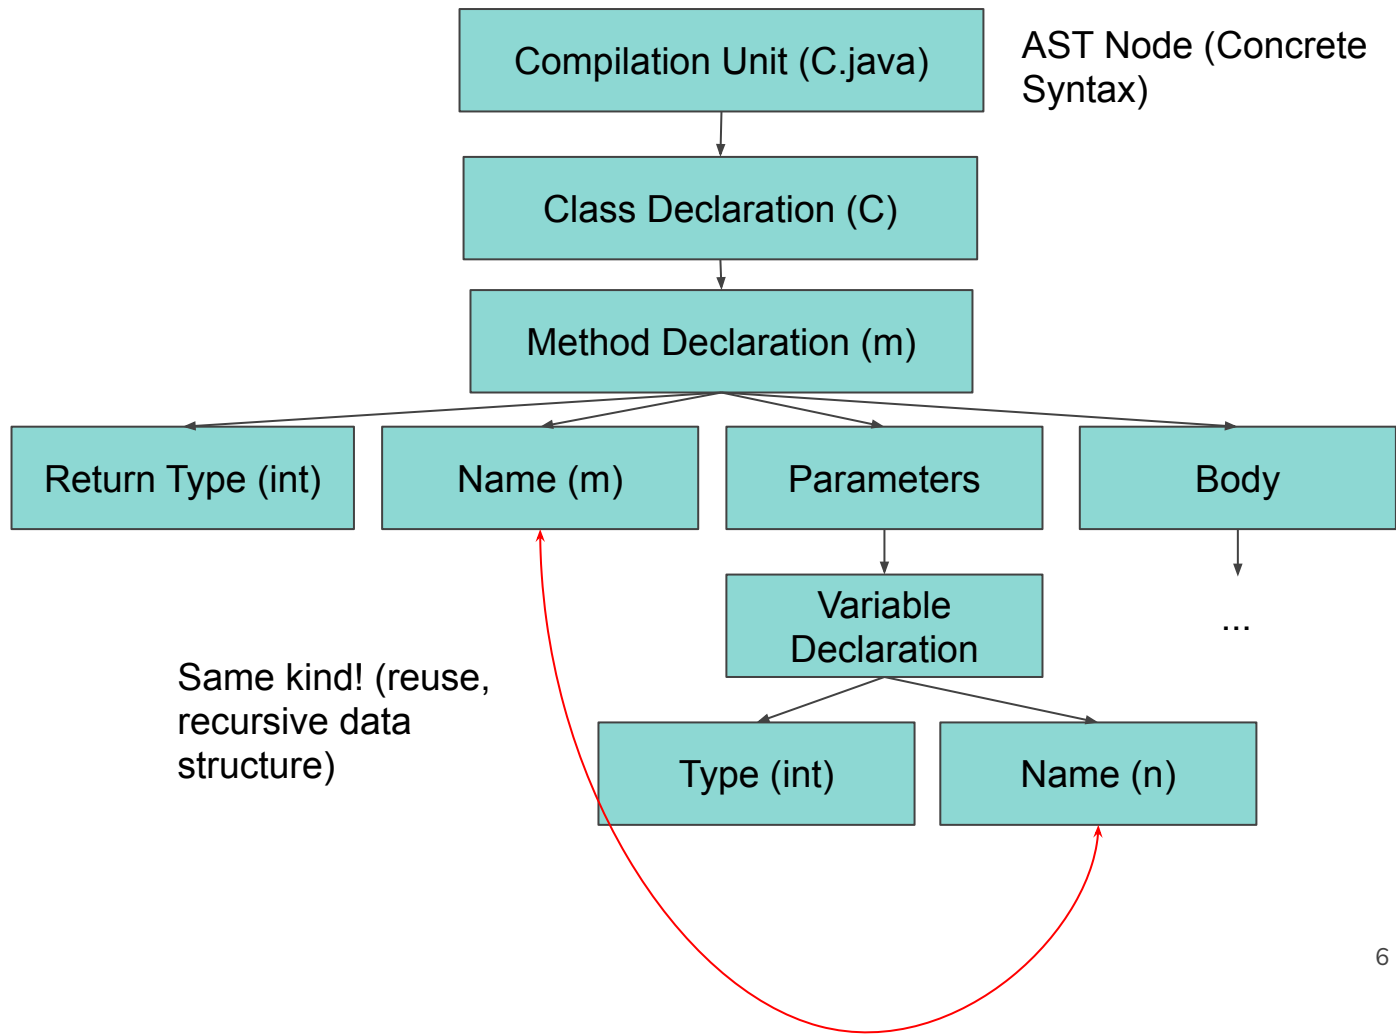 Compilation Unit (C.java)
AST Node (Concrete
Syntax)
Class Declaration (C)
Method Declaration (m)
Return Type (int)
Name (m)
Parameters
Body
Variable
Declaration
...
Same kind! (reuse,
recursive data
structure)
Type (int)
Name (n)
6